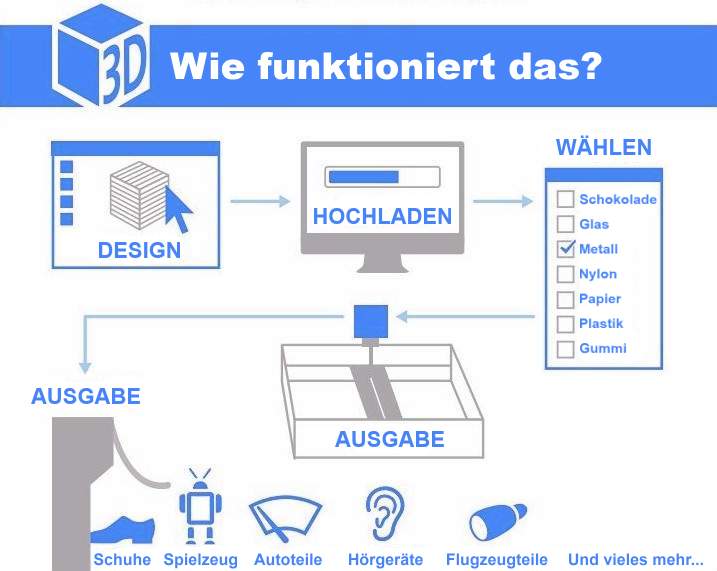 3D
Wie funktioniert das?
DESIGN
HOCHLADEN
WÄHLEN
Schokolade
Glas
Metall
Nylon
Papier
Plastik
Gummi
AUSGABE
AUSGABE
Schuhe
Spielzeug
Autoteile
Hörgeräte
Flugzeugteile
Und vieles mehr...